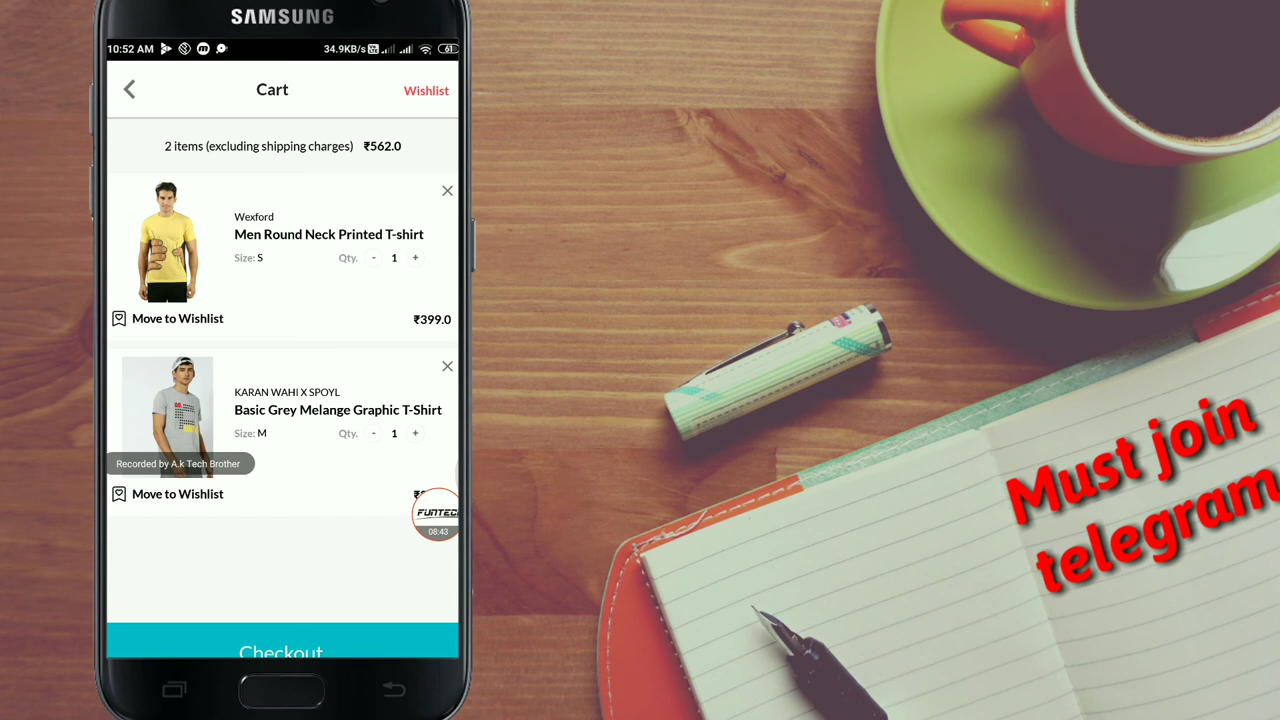 SAMSUNG
10:52 AM
34.9KB/s
61
Cart
Wishlist
2 items (excluding shipping charges) ₹562.0
Wexford
Men Round Neck Printed T-shirt
Size: S
Qty. - 1 +
Move to Wishlist
₹399.0
KARAN WAHI X SPOYL
Basic Grey Melange Graphic T-Shirt
Size: M
Qty. - 1 +
Recorded by A.k Tech Brother
Move to Wishlist
FUNTECH
08:43
Checkout
Must join
telegram